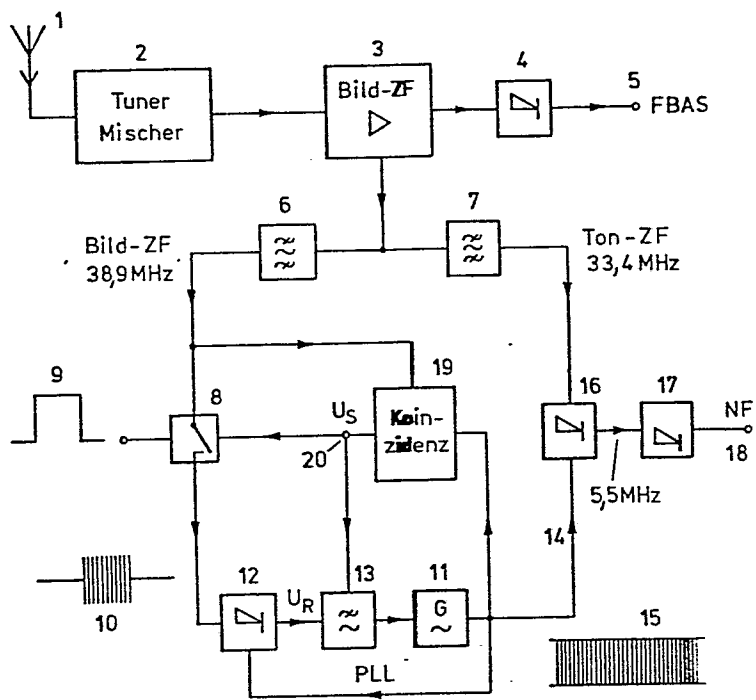 1
2
3
4
5
Tuner
Mischer
Bild-ZF
FBAS
6
7
Bild-ZF
38,9MHz
Ton-ZF
33,4MHz
9
8
19
16
17
U_S
Koin-
zidenz
NF
20
18
5,5MHz
14
10
12
13
11
15
U_R
G
~
PLL